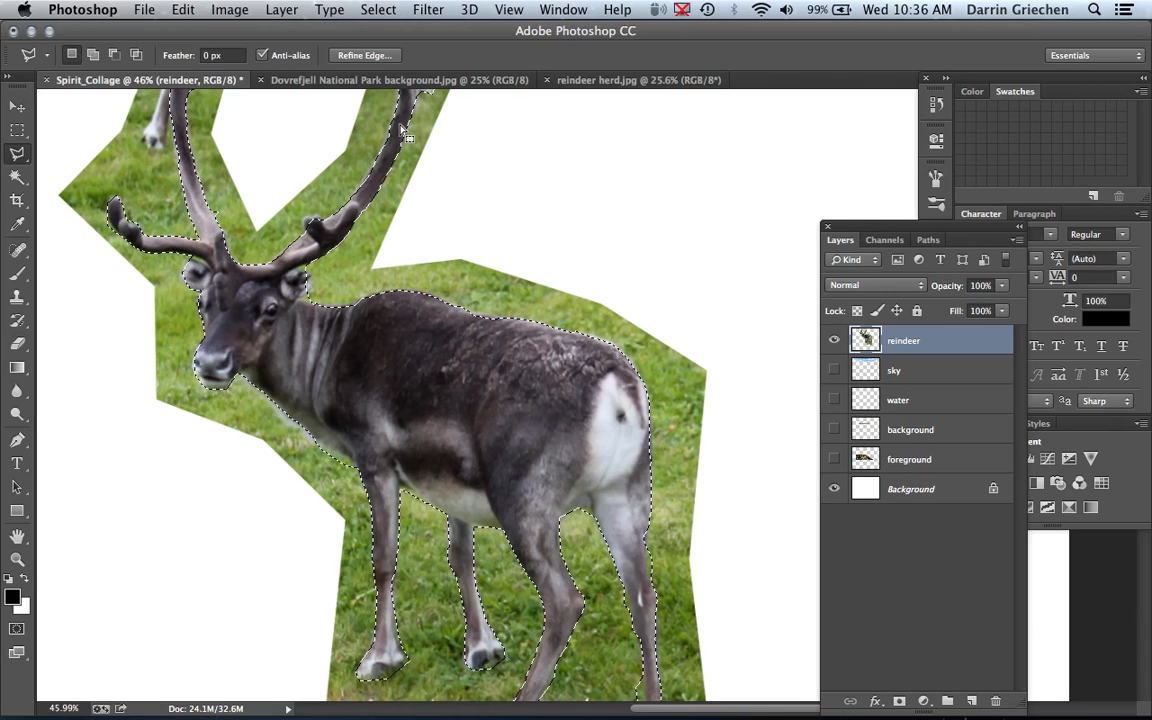 Photoshop File Edit Image Layer Type Select Filter 3D View Window Help 99% Wed 10:36 AM Darrin Griechen
Adobe Photoshop CC
Feather: 0 px Anti-alias Refine Edge... Essentials
Spirit_Collage @ 46% (reindeer, RGB/8) * Dovrefjell National Park background.jpg @ 25% (RGB/8) reindeer herd.jpg @ 25.6% (RGB/8*)
Color Swatches
Character Paragraph
Regular
(Auto)
VA 0
T 100%
Color:
Sharp
Styles
Layers Channels Paths
Kind
Normal Opacity: 100%
Lock: Fill: 100%
reindeer
sky
water
background
foreground
Background
45.99% Doc: 24.1M/32.6M